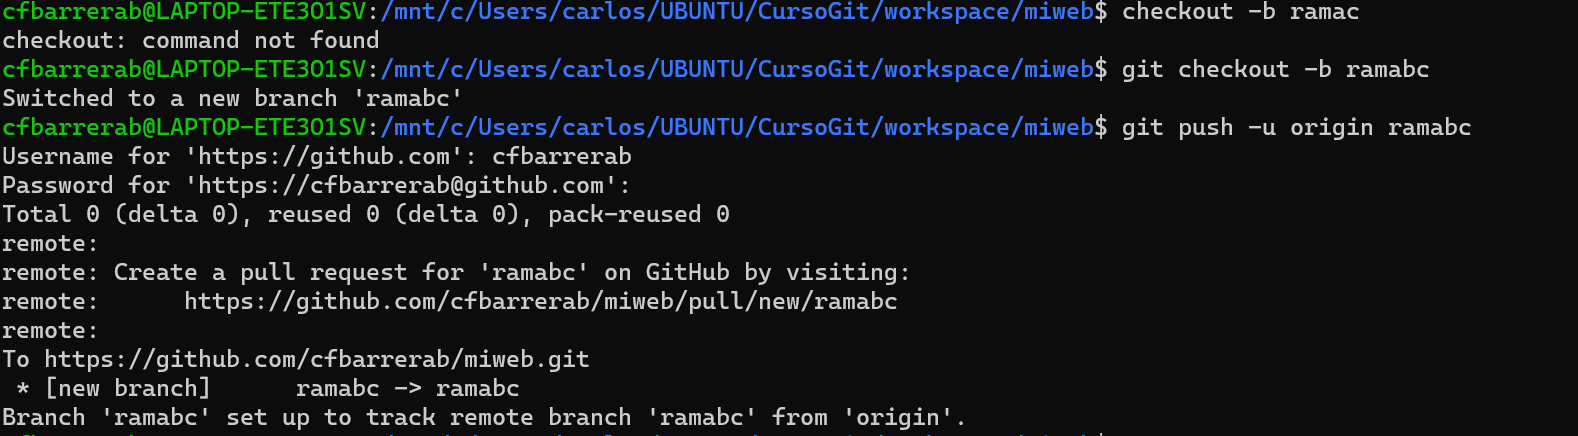 cfbarrerab@LAPTOP-ETE3O1SV:/mnt/c/Users/carlos/UBUNTU/CursoGit/workspace/miweb$ checkout -b ramac
checkout: command not found
cfbarrerab@LAPTOP-ETE3O1SV:/mnt/c/Users/carlos/UBUNTU/CursoGit/workspace/miweb$ git checkout -b ramabc
Switched to a new branch 'ramabc'
cfbarrerab@LAPTOP-ETE3O1SV:/mnt/c/Users/carlos/UBUNTU/CursoGit/workspace/miweb$ git push -u origin ramabc
Username for 'https://github.com': cfbarrerab
Password for 'https://cfbarrerab@github.com':
Total 0 (delta 0), reused 0 (delta 0), pack-reused 0
remote:
remote: Create a pull request for 'ramabc' on GitHub by visiting:
remote:      https://github.com/cfbarrerab/miweb/pull/new/ramabc
remote:
To https://github.com/cfbarrerab/miweb.git
 * [new branch]      ramabc -> ramabc
Branch 'ramabc' set up to track remote branch 'ramabc' from 'origin'.